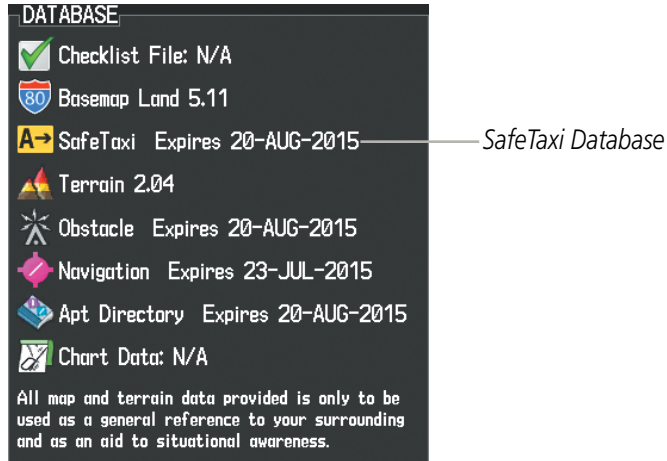 DATABASE
Checklist File: N/A
80 Basemap Land 5.11
A→ SafeTaxi Expires 20-AUG-2015 SafeTaxi Database
Terrain 2.04
Obstacle Expires 20-AUG-2015
Navigation Expires 23-JUL-2015
Apt Directory Expires 20-AUG-2015
Chart Data: N/A
All map and terrain data provided is only to be
used as a general reference to your surrounding
and as an aid to situational awareness.